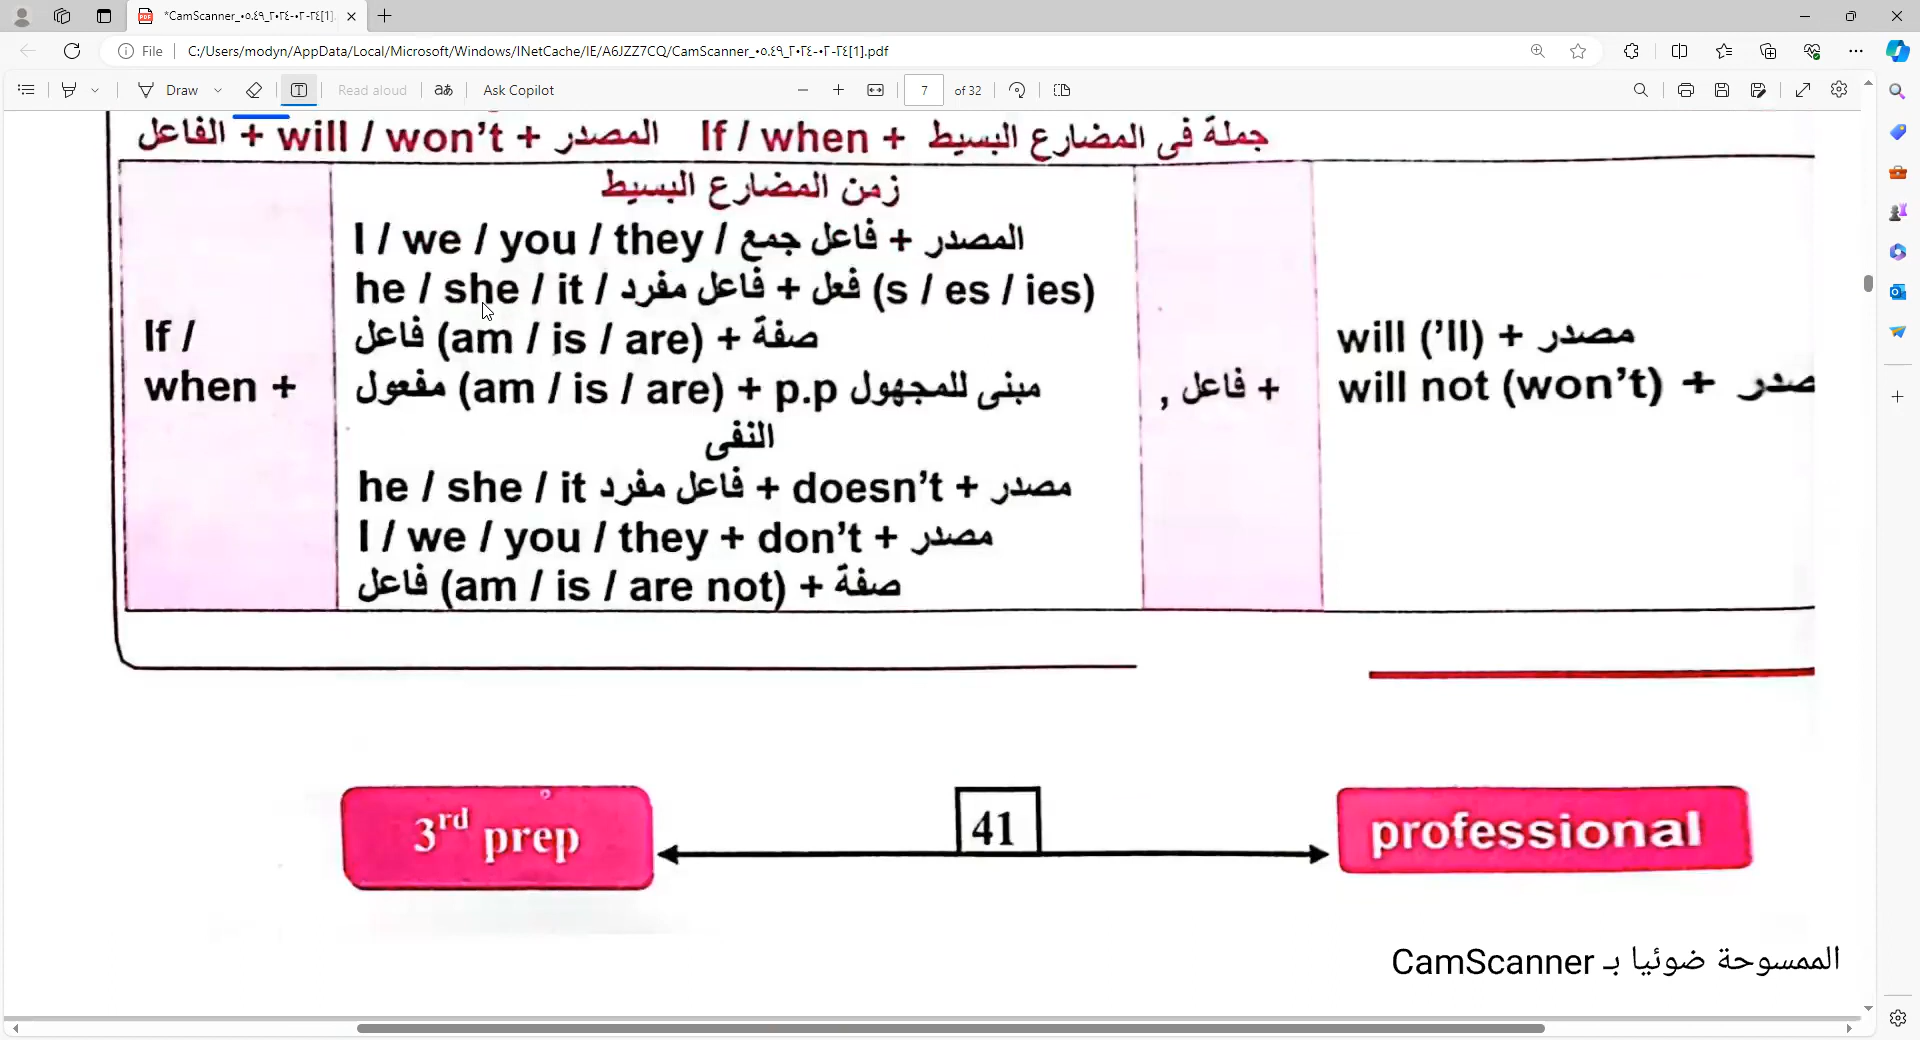 *CamScanner_٠٥.٤٩_٢٠٢٤-٠٢-٢٤[1].
File
C:/Users/modyn/AppData/Local/Microsoft/Windows/INetCache/IE/A6JZZ7CQ/CamScanner_٠٥.٤٩_٢٠٢٤-٠٢-٢٤[1].pdf
Draw
Read aloud
Ask Copilot
7 of 32
الفاعل + will / won't + المصدر If / when + جملة فى المضارع البسيط
زمن المضارع البسيط
I / we / you / they / فاعل جمع + المصدر
he / she / it / فاعل مفرد + فعل (s / es / ies)
فاعل (am / is / are) + صفة
مفعول (am / is / are) + p.p مبنى للمجهول
النفى
he / she / it فاعل مفرد + doesn't + مصدر
I / we / you / they + don't + مصدر
فاعل (am / is / are not) + صفة
If /
when +
, فاعل +
will ('ll) + مصدر
will not (won't) + صدر
3rd prep
41
professional
الممسوحة ضوئيا بـ CamScanner